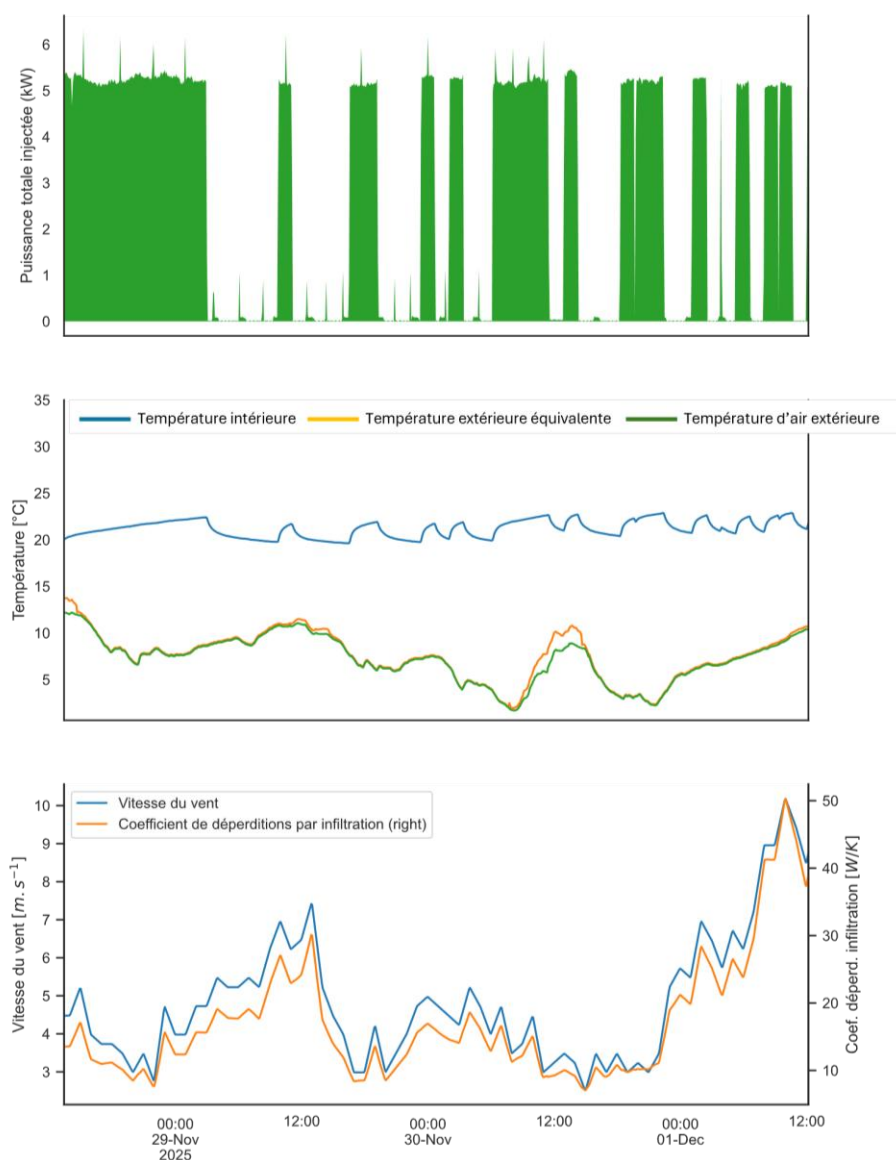 Puissance totale injectée (kW)
6
5
4
3
2
1
0
Température [°C]
35
30
25
20
15
10
5
Température intérieure
Température extérieure équivalente
Température d'air extérieure
Vitesse du vent [m. s⁻¹]
10
9
8
7
6
5
4
3
Vitesse du vent
Coefficient de déperditions par infiltration (right)
50
40
30
20
10
Coef. déperd. infiltration [W/K]
00:00
29-Nov
2025
12:00
00:00
30-Nov
12:00
00:00
01-Dec
12:00